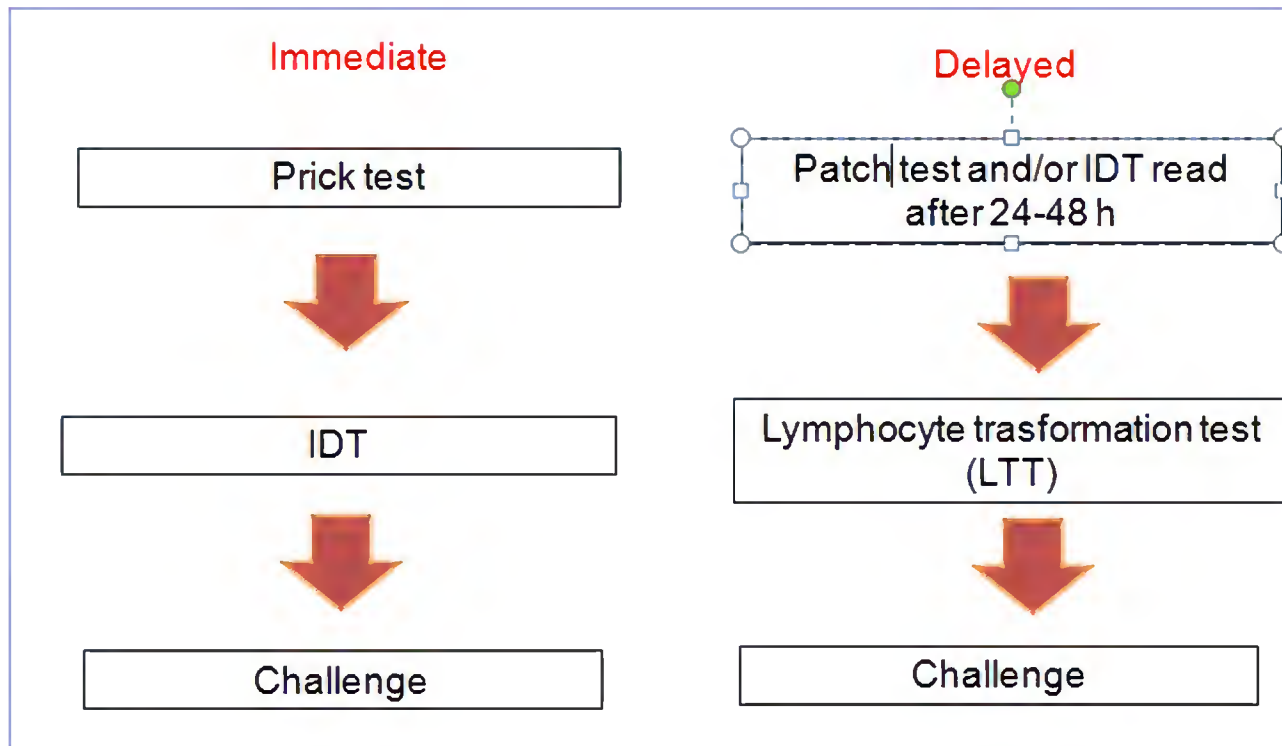 Immediate
Prick test
IDT
Challenge
Delayed
Patch test and/or IDT read
after 24-48 h
Lymphocyte trasformation test
(LTT)
Challenge